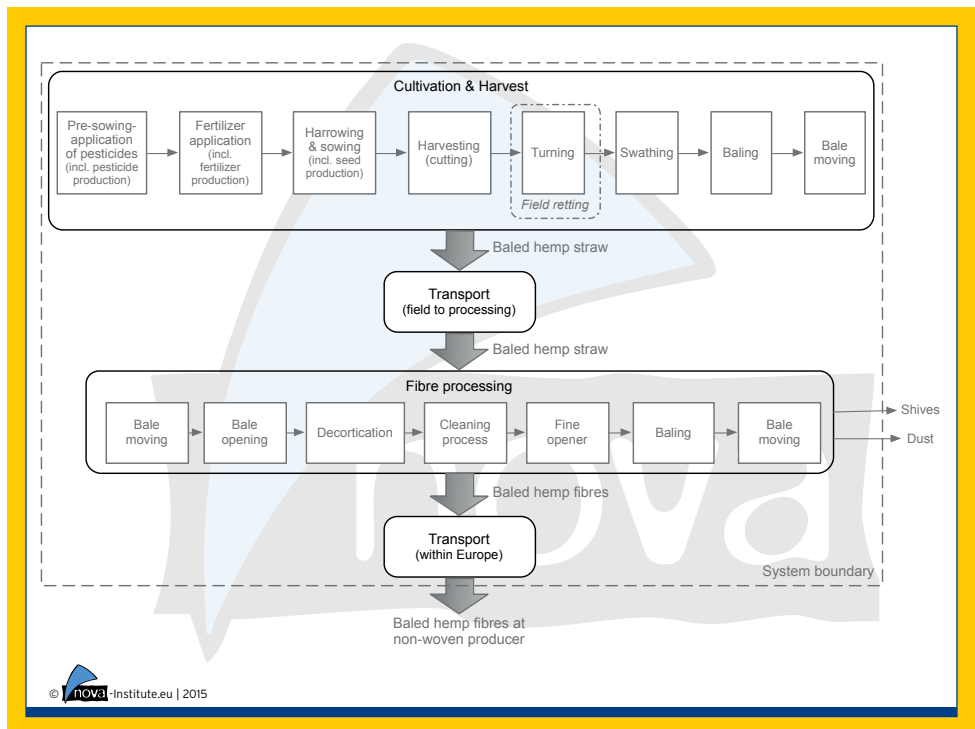 Cultivation & Harvest
Pre-sowing-
application
of pesticides
(incl. pesticide
production)
Fertilizer
application
(incl.
fertilizer
production)
Harrowing
& sowing
(incl. seed
production)
Harvesting
(cutting)
Turning
Field retting
Swathing
Baling
Bale
moving
Baled hemp straw
Transport
(field to processing)
Baled hemp straw
Fibre processing
Bale
moving
Bale
opening
Decortication
Cleaning
process
Fine
opener
Baling
Bale
moving
Shives
Dust
Baled hemp fibres
Transport
(within Europe)
System boundary
Baled hemp fibres at
non-woven producer
nova
© nova-Institute.eu | 2015